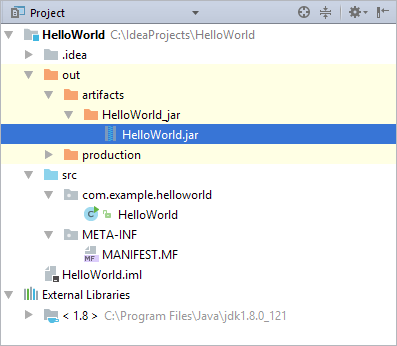 Project
HelloWorld C:\IdeaProjects\HelloWorld
.idea
out
artifacts
HelloWorld_jar
HelloWorld.jar
production
src
com.example.helloworld
C HelloWorld
META-INF
MF MANIFEST.MF
HelloWorld.iml
External Libraries
< 1.8 > C:\Program Files\Java\jdk1.8.0_121